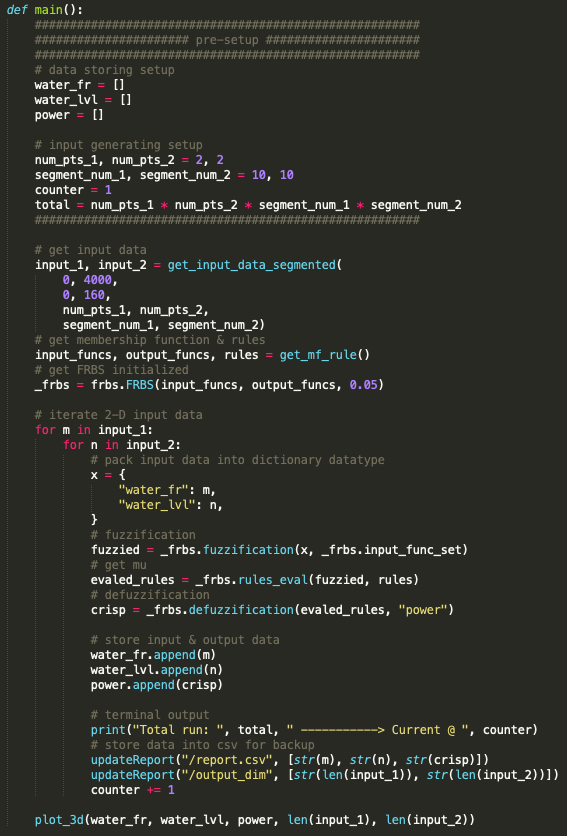 def main():
    #######################################################
    ###################### pre-setup ######################
    #######################################################
    # data storing setup
    water_fr = []
    water_lvl = []
    power = []
    # input generating setup
    num_pts_1, num_pts_2 = 2, 2
    segment_num_1, segment_num_2 = 10, 10
    counter = 1
    total = num_pts_1 * num_pts_2 * segment_num_1 * segment_num_2
    #######################################################
    # get input data
    input_1, input_2 = get_input_data_segmented(
        0, 4000,
        0, 160,
        num_pts_1, num_pts_2,
        segment_num_1, segment_num_2)
    # get membership function & rules
    input_funcs, output_funcs, rules = get_mf_rule()
    # get FRBS initialized
    _frbs = frbs.FRBS(input_funcs, output_funcs, 0.05)
    # iterate 2-D input data
    for m in input_1:
        for n in input_2:
            # pack input data into dictionary datatype
            x = {
                "water_fr": m,
                "water_lvl": n,
            }
            # fuzzification
            fuzzied = _frbs.fuzzification(x, _frbs.input_func_set)
            # get mu
            evaled_rules = _frbs.rules_eval(fuzzied, rules)
            # defuzzification
            crisp = _frbs.defuzzification(evaled_rules, "power")
            # store input & output data
            water_fr.append(m)
            water_lvl.append(n)
            power.append(crisp)
            # terminal output
            print("Total run: ", total, " -----------> Current @ ", counter)
            # store data into csv for backup
            updateReport("/report.csv", [str(m), str(n), str(crisp)])
            updateReport("/output_dim", [str(len(input_1)), str(len(input_2))])
            counter += 1
    plot_3d(water_fr, water_lvl, power, len(input_1), len(input_2))